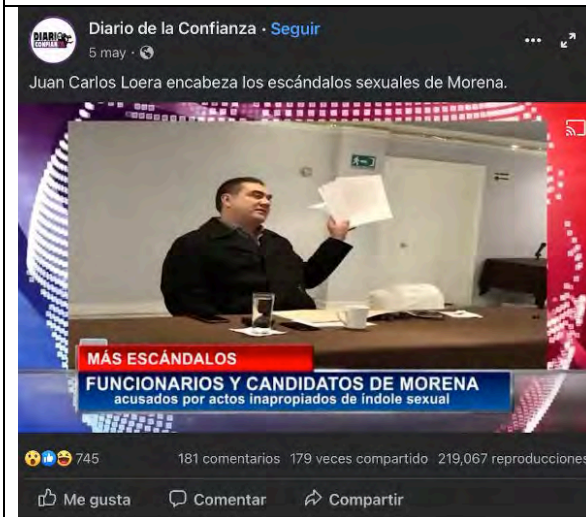 DIARIO
CONFIANZA
Diario de la Confianza · Seguir
5 may ·
Juan Carlos Loera encabeza los escándalos sexuales de Morena.
MÁS ESCÁNDALOS
FUNCIONARIOS Y CANDIDATOS DE MORENA
acusados por actos inapropiados de índole sexual
745
181 comentarios 179 veces compartido 219,067 reproducciones
Me gusta Comentar Compartir